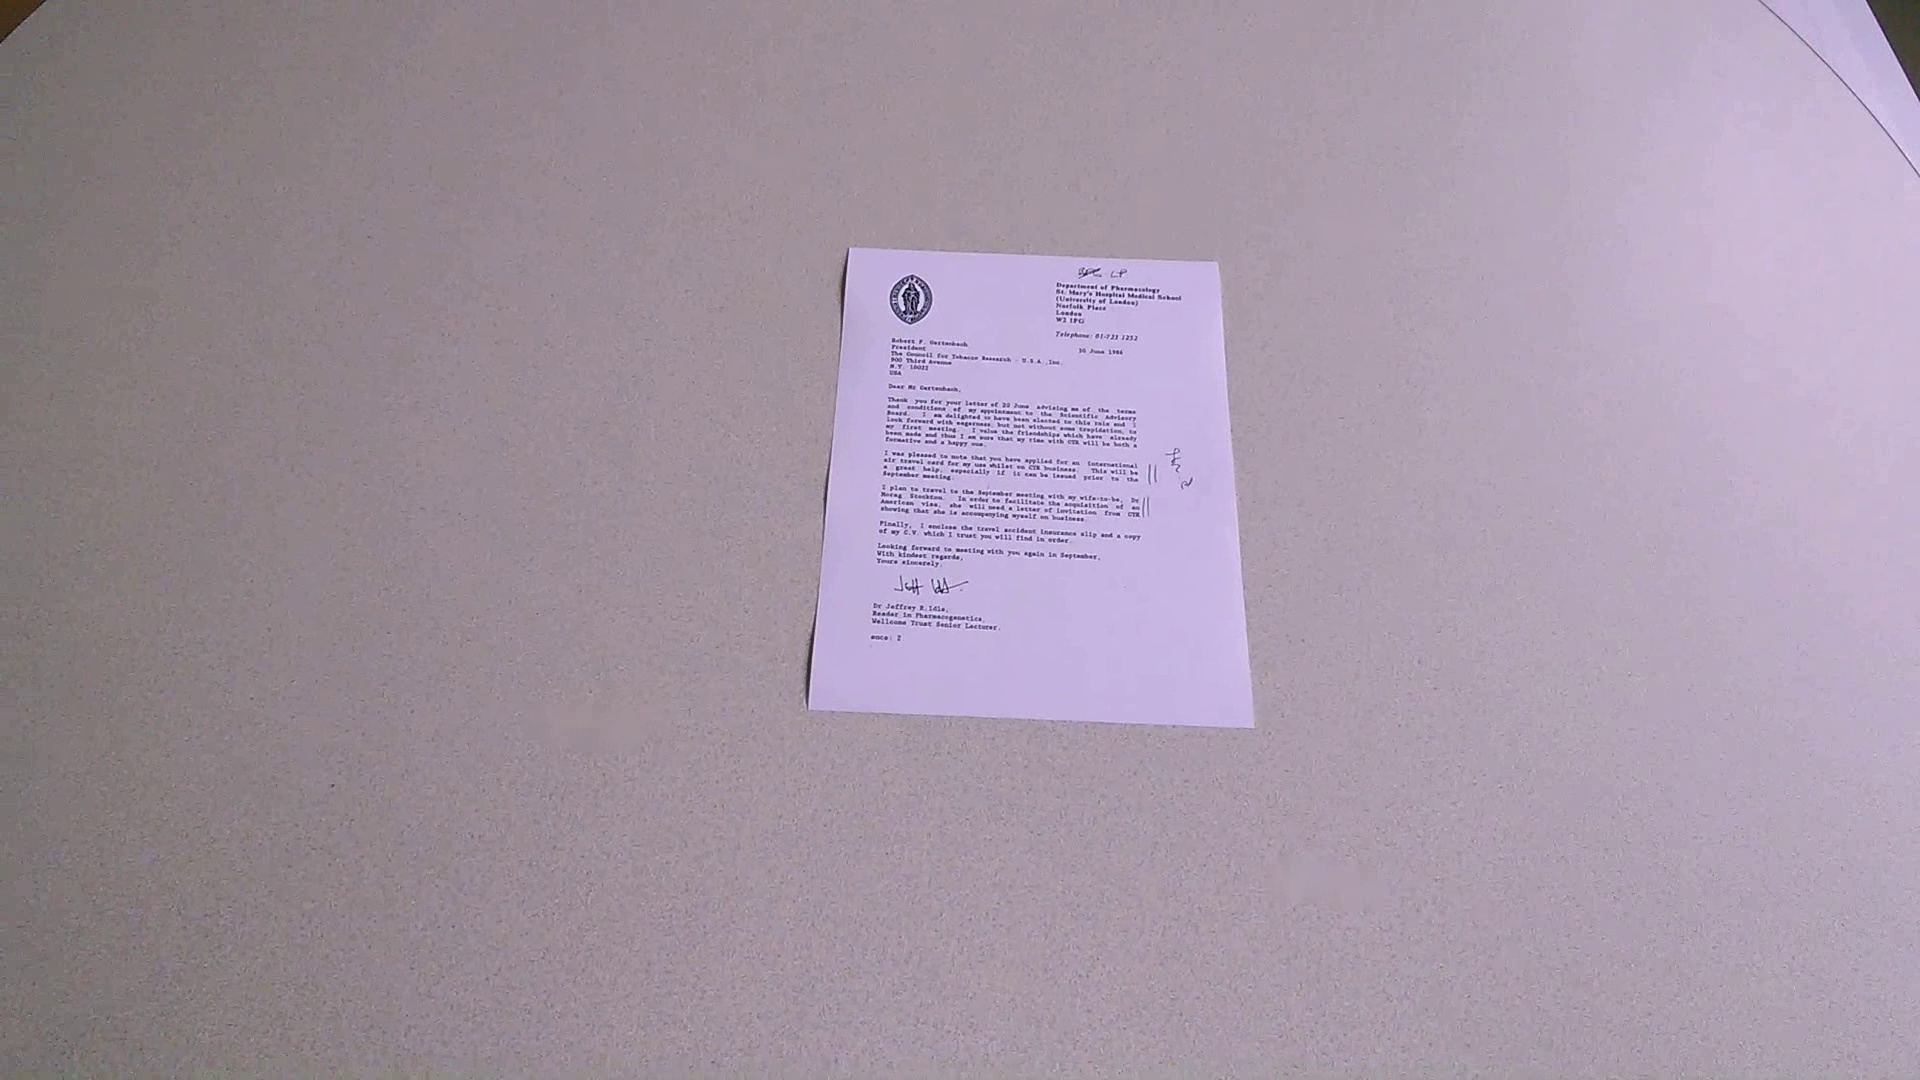 LP
Department of Pharmacology
St. Mary's Hospital Medical School
(University of London)
Norfolk Place
London
W2 1PG
Telephone: 01-723 1252
30 June 1986
Robert F. Gertenbach
President
The Council for Tobacco Research - U.S.A.,Inc.
900 Third Avenue
N.Y. 10022
USA
Dear Mr Gertenbach,
Thank you for your letter of 20 June advising me of the terms
and conditions of my appointment to the Scientific Advisory
Board. I am delighted to have been elected to this role and I
look forward with eagerness, but not without some trepidation, to
my first meeting. I value the friendships which have already
been made and thus I am sure that my time with CTR will be both a
formative and a happy one.
I was pleased to note that you have applied for an international
air travel card for my use whilst on CTR business. This will be
a great help, especially if it can be issued prior to the
September meeting.
I plan to travel to the September meeting with my wife-to-be, Dr
Morag Stockton. In order to facilitate the acquisition of an
American visa, she will need a letter of invitation from CTR
showing that she is accompanying myself on business.
Finally, I enclose the travel accident insurance slip and a copy
of my C.V. which I trust you will find in order.
Looking forward to meeting with you again in September,
With kindest regards,
Yours sincerely,
Jeff
Dr Jeffrey R.Idle,
Reader in Pharmacogenetics,
Wellcome Trust Senior Lecturer.
encs: 2